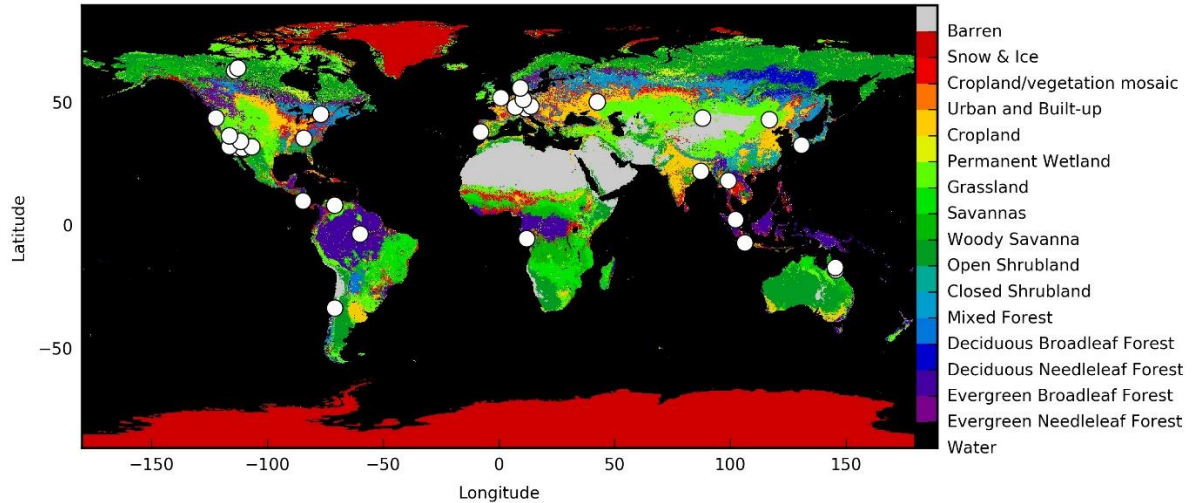 Latitude
50
0
−50
−150
−100
−50
0
50
100
150
Longitude
Barren
Snow & Ice
Cropland/vegetation mosaic
Urban and Built-up
Cropland
Permanent Wetland
Grassland
Savannas
Woody Savanna
Open Shrubland
Closed Shrubland
Mixed Forest
Deciduous Broadleaf Forest
Deciduous Needleleaf Forest
Evergreen Broadleaf Forest
Evergreen Needleleaf Forest
Water